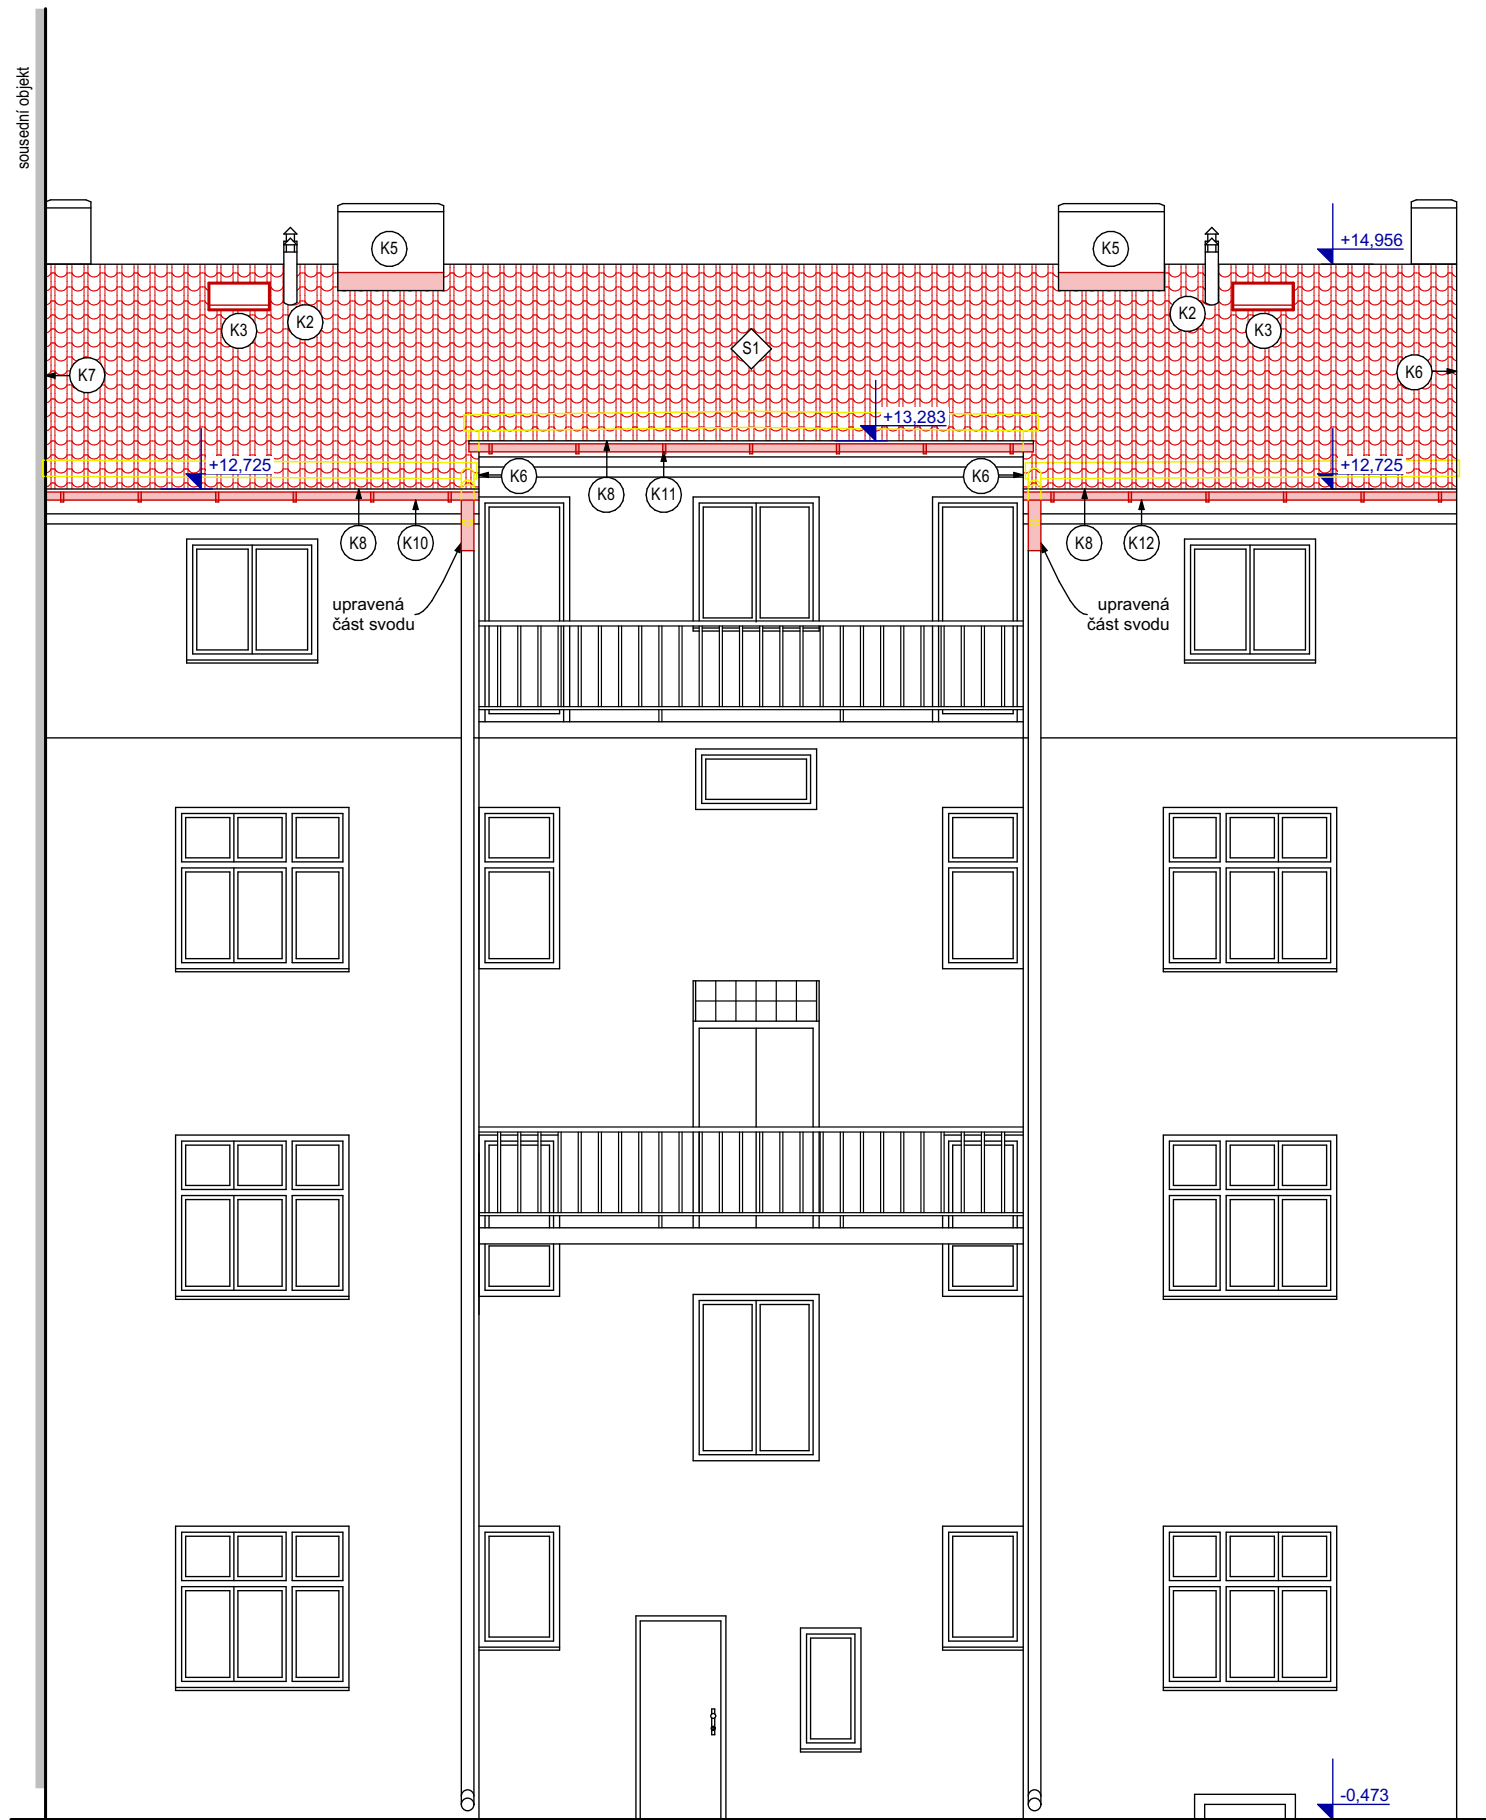 sousední objekt
K5
K5
+14,956
K3
K2
K2
K3
S1
K7
K6
+13,283
+12,725
+12,725
K6
K8
K11
K6
K8
K10
K8
K12
upravená
část svodu
upravená
část svodu
-0,473